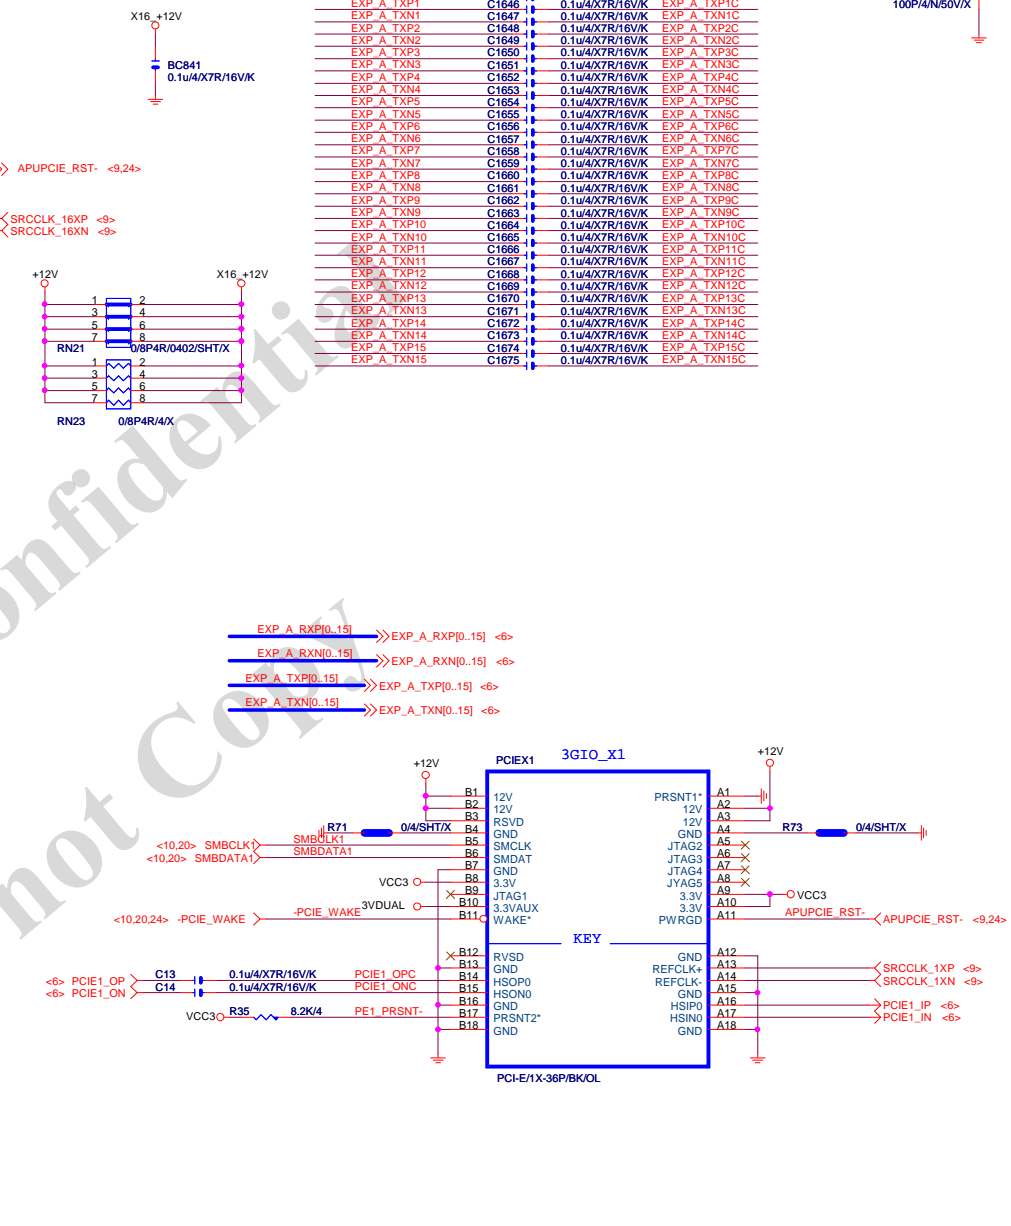 EXP_A_TXP1 C1646 0.1u/4/X7R/16V/K EXP_A_TXP1C
100P/4/N/50V/X
X16_+12V
EXP_A_TXN1 C1647 0.1u/4/X7R/16V/K EXP_A_TXN1C
EXP_A_TXP2 C1648 0.1u/4/X7R/16V/K EXP_A_TXP2C
EXP_A_TXN2 C1649 0.1u/4/X7R/16V/K EXP_A_TXN2C
EXP_A_TXP3 C1650 0.1u/4/X7R/16V/K EXP_A_TXP3C
BC841
0.1u/4/X7R/16V/K
EXP_A_TXN3 C1651 0.1u/4/X7R/16V/K EXP_A_TXN3C
EXP_A_TXP4 C1652 0.1u/4/X7R/16V/K EXP_A_TXP4C
EXP_A_TXN4 C1653 0.1u/4/X7R/16V/K EXP_A_TXN4C
EXP_A_TXP5 C1654 0.1u/4/X7R/16V/K EXP_A_TXP5C
EXP_A_TXN5 C1655 0.1u/4/X7R/16V/K EXP_A_TXN5C
EXP_A_TXP6 C1656 0.1u/4/X7R/16V/K EXP_A_TXP6C
EXP_A_TXN6 C1657 0.1u/4/X7R/16V/K EXP_A_TXN6C
EXP_A_TXP7 C1658 0.1u/4/X7R/16V/K EXP_A_TXP7C
EXP_A_TXN7 C1659 0.1u/4/X7R/16V/K EXP_A_TXN7C
EXP_A_TXP8 C1660 0.1u/4/X7R/16V/K EXP_A_TXP8C
EXP_A_TXN8 C1661 0.1u/4/X7R/16V/K EXP_A_TXN8C
EXP_A_TXP9 C1662 0.1u/4/X7R/16V/K EXP_A_TXP9C
EXP_A_TXN9 C1663 0.1u/4/X7R/16V/K EXP_A_TXN9C
EXP_A_TXP10 C1664 0.1u/4/X7R/16V/K EXP_A_TXP10C
EXP_A_TXN10 C1665 0.1u/4/X7R/16V/K EXP_A_TXN10C
EXP_A_TXP11 C1666 0.1u/4/X7R/16V/K EXP_A_TXP11C
EXP_A_TXN11 C1667 0.1u/4/X7R/16V/K EXP_A_TXN11C
EXP_A_TXP12 C1668 0.1u/4/X7R/16V/K EXP_A_TXP12C
EXP_A_TXN12 C1669 0.1u/4/X7R/16V/K EXP_A_TXN12C
EXP_A_TXP13 C1670 0.1u/4/X7R/16V/K EXP_A_TXP13C
EXP_A_TXN13 C1671 0.1u/4/X7R/16V/K EXP_A_TXN13C
EXP_A_TXP14 C1672 0.1u/4/X7R/16V/K EXP_A_TXP14C
EXP_A_TXN14 C1673 0.1u/4/X7R/16V/K EXP_A_TXN14C
EXP_A_TXP15 C1674 0.1u/4/X7R/16V/K EXP_A_TXP15C
EXP_A_TXN15 C1675 0.1u/4/X7R/16V/K EXP_A_TXN15C
APUPCIE_RST- <9,24>
SRCCLK_16XP <9>
SRCCLK_16XN <9>
+12V X16_+12V
1 2
3 4
5 6
7 8
RN21 0/8P4R/0402/SHT/X
1 2
3 4
5 6
7 8
RN23 0/8P4R/4/X
onfidential
not Copy
EXP_A_RXP[0..15] EXP_A_RXP[0..15] <6>
EXP_A_RXN[0..15] EXP_A_RXN[0..15] <6>
EXP_A_TXP[0..15] EXP_A_TXP[0..15] <6>
EXP_A_TXN[0..15] EXP_A_TXN[0..15] <6>
+12V PCIEX1 3GIO_X1 +12V
B1 12V PRSNT1* A1
B2 12V 12V A2
B3 RSVD 12V A3
R71 0/4/SHT/X B4 GND GND A4 R73 0/4/SHT/X
<10,20> SMBCLK1 SMBCLK1 B5 SMCLK JTAG2 A5
<10,20> SMBDATA1 SMBDATA1 B6 SMDAT JTAG3 A6
B7 GND JTAG4 A7
VCC3 B8 3.3V JYAG5 A8
B9 JTAG1 3.3V A9 VCC3
3VDUAL B10 3.3VAUX 3.3V A10
<10,20,24> -PCIE_WAKE -PCIE_WAKE B11 WAKE* PWRGD A11 APUPCIE_RST- APUPCIE_RST- <9,24>
KEY
B12 RVSD GND A12
B13 GND REFCLK+ A13 SRCCLK_1XP <9>
<6> PCIE1_OP C13 0.1u/4/X7R/16V/K PCIE1_OPC B14 HSOP0 REFCLK- A14 SRCCLK_1XN <9>
<6> PCIE1_ON C14 0.1u/4/X7R/16V/K PCIE1_ONC B15 HSON0 GND A15
B16 GND HSIP0 A16 PCIE1_IP <6>
VCC3 R35 8.2K/4 PE1_PRSNT- B17 PRSNT2* HSIN0 A17 PCIE1_IN <6>
B18 GND GND A18
PCI-E/1X-36P/BK/OL